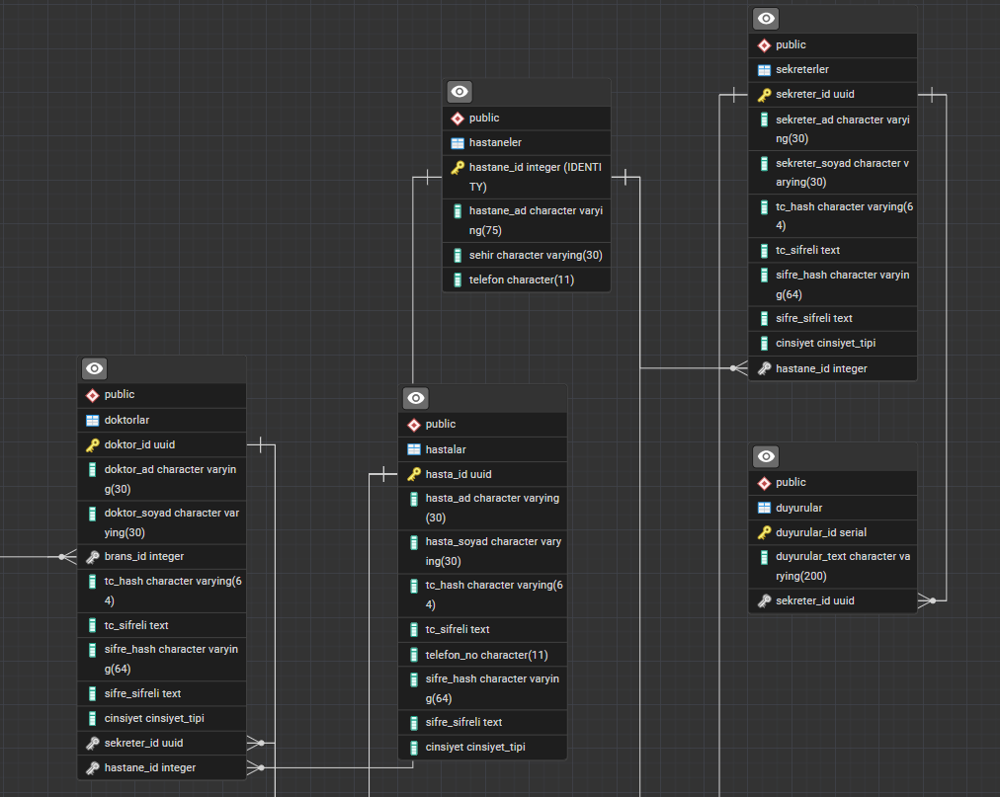 public
sekreterler
sekreter_id uuid
sekreter_ad character varyi
ng(30)
sekreter_soyad character v
arying(30)
tc_hash character varying(6
4)
tc_sifreli text
sifre_hash character varyin
g(64)
sifre_sifreli text
cinsiyet cinsiyet_tipi
hastane_id integer
public
hastaneler
hastane_id integer (IDENTI
TY)
hastane_ad character varyi
ng(75)
sehir character varying(30)
telefon character(11)
public
doktorlar
doktor_id uuid
doktor_ad character varyin
g(30)
doktor_soyad character var
ying(30)
brans_id integer
tc_hash character varying(6
4)
tc_sifreli text
sifre_hash character varyin
g(64)
sifre_sifreli text
cinsiyet cinsiyet_tipi
sekreter_id uuid
hastane_id integer
public
hastalar
hasta_id uuid
hasta_ad character varying
(30)
hasta_soyad character vary
ing(30)
tc_hash character varying(6
4)
tc_sifreli text
telefon_no character(11)
sifre_hash character varyin
g(64)
sifre_sifreli text
cinsiyet cinsiyet_tipi
public
duyurular
duyurular_id serial
duyurular_text character va
rying(200)
sekreter_id uuid